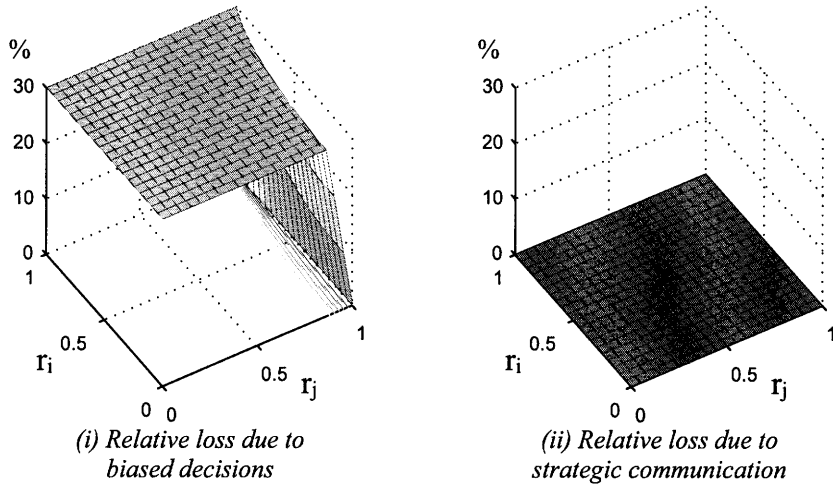 %
30
20
10
0
1
0.5
r_i
0
0
0.5
r_j
1
(i) Relative loss due to
biased decisions
%
30
20
10
0
1
0.5
r_i
0
0
0.5
r_j
1
(ii) Relative loss due to
strategic communication